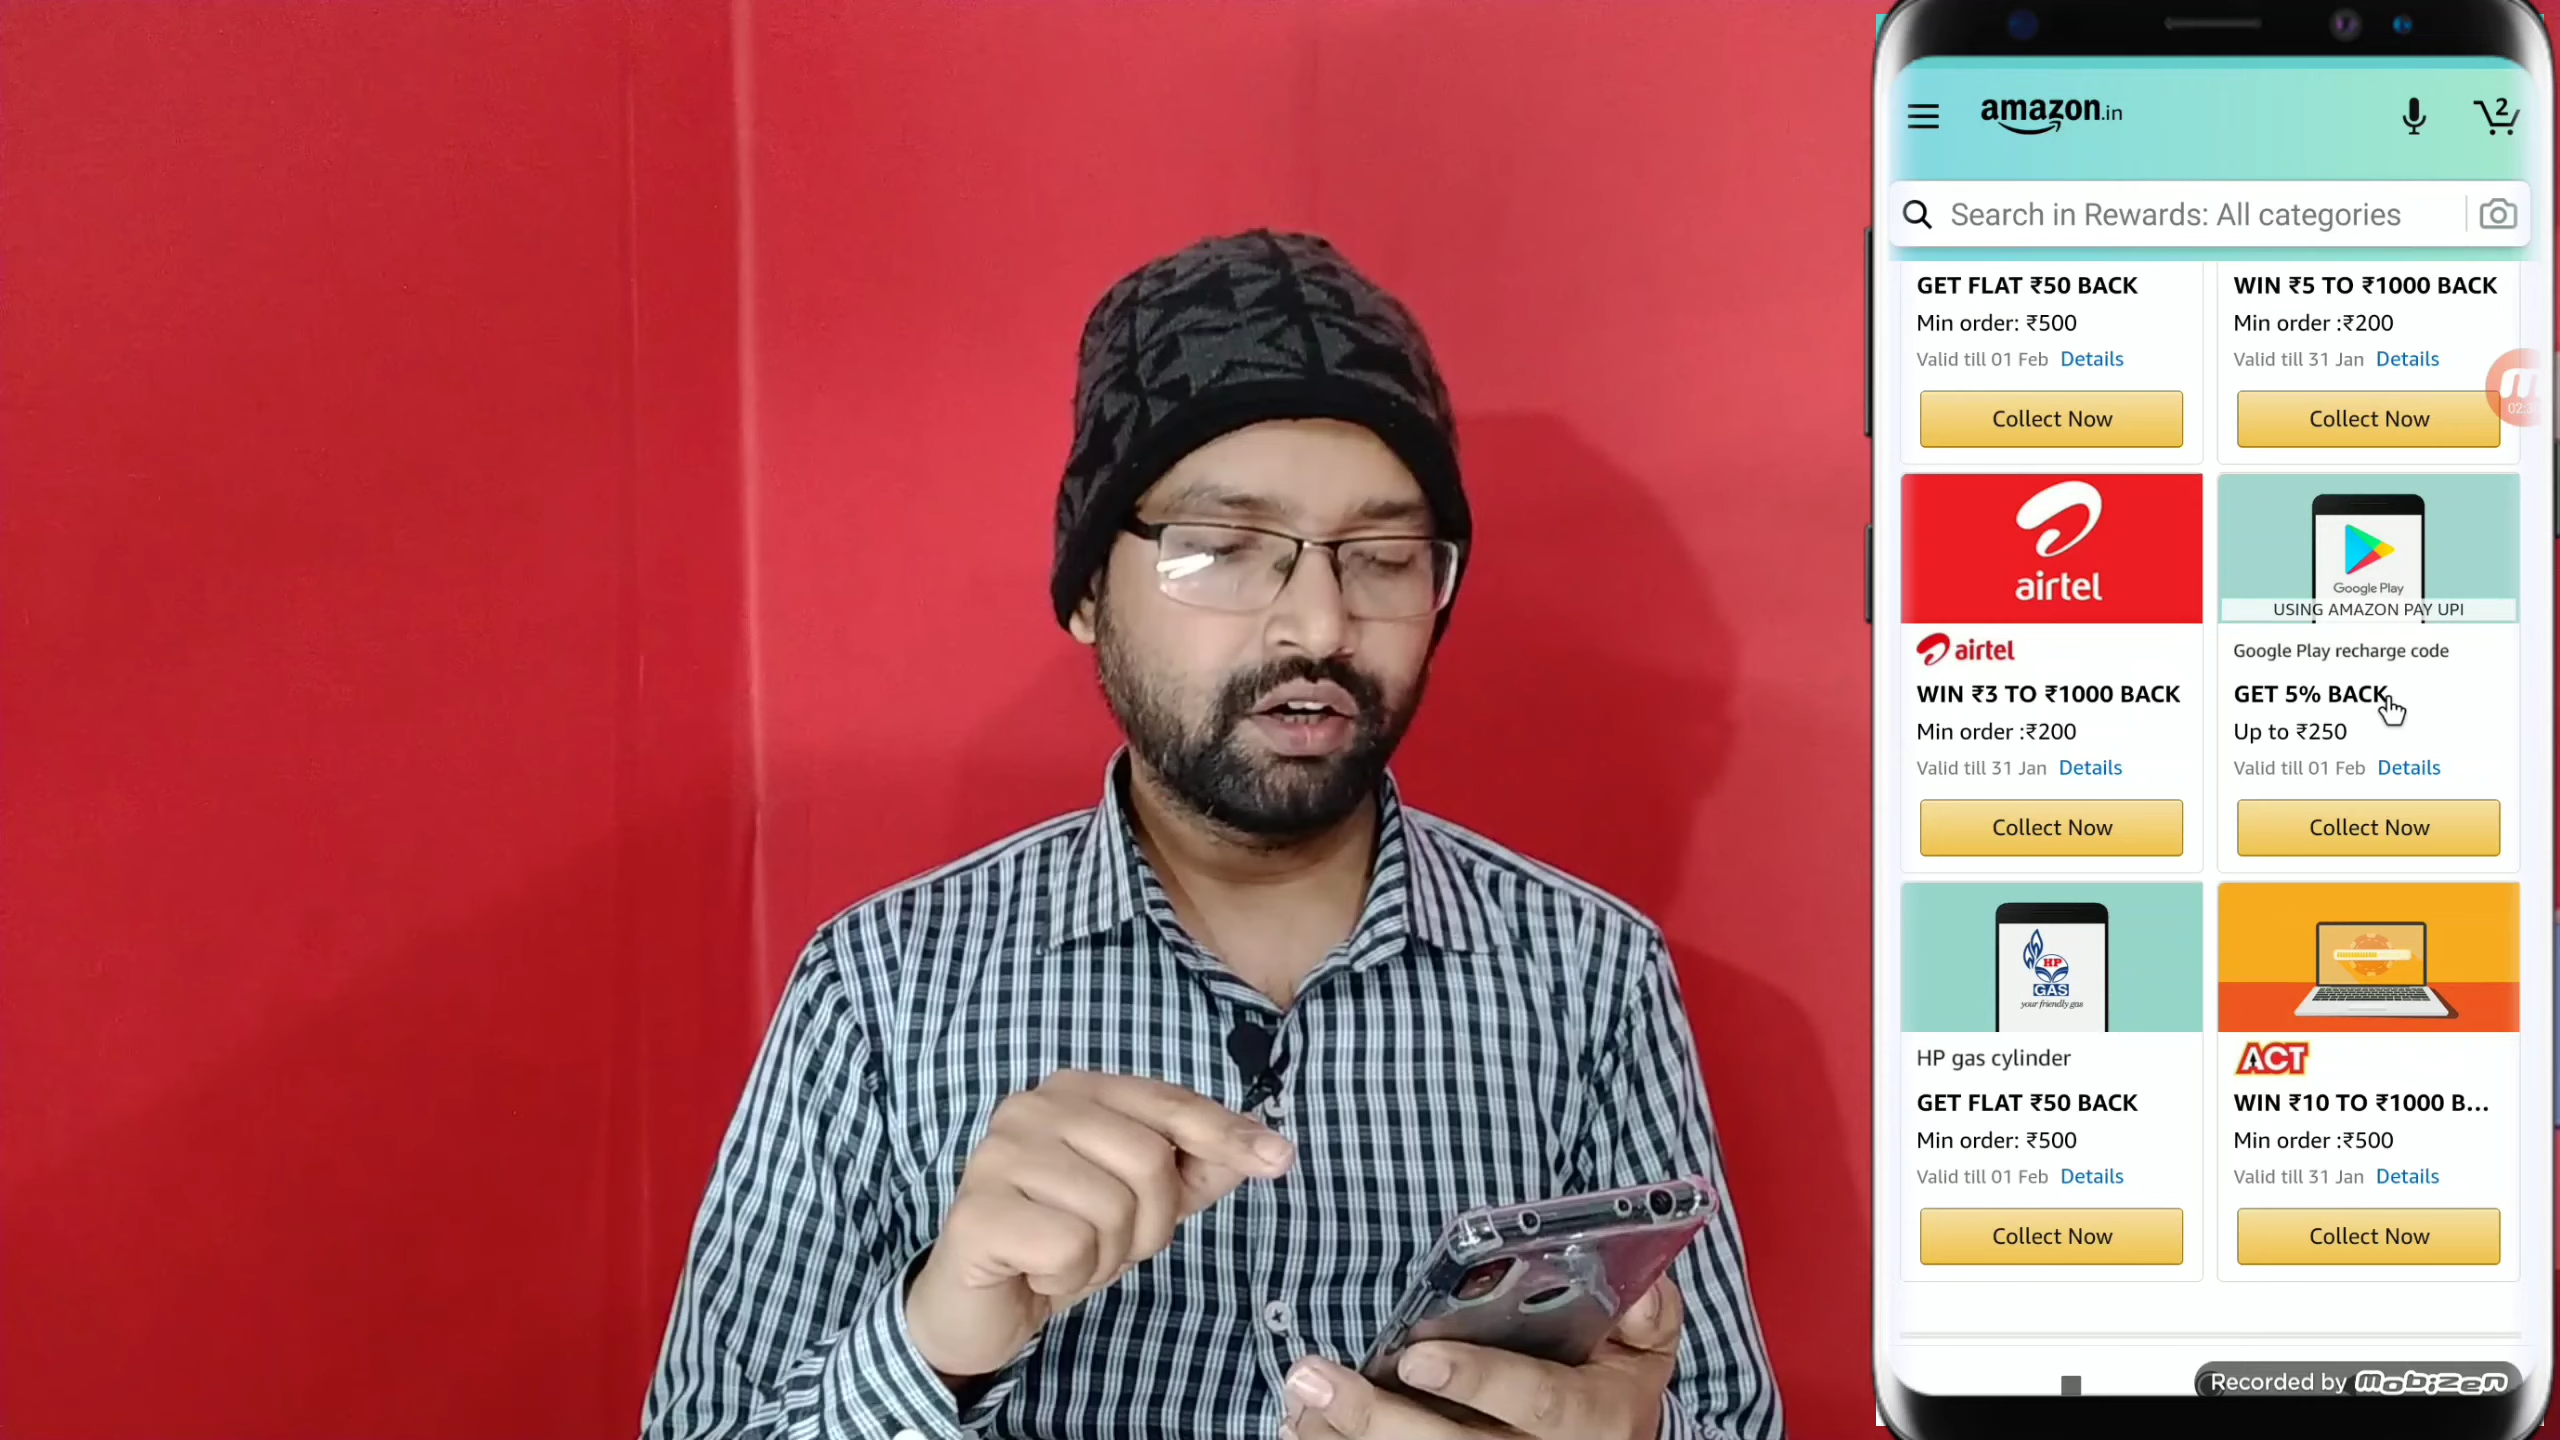 amazon.in
2
Search in Rewards: All categories
GET FLAT ₹50 BACK
Min order: ₹500
Valid till 01 Feb Details
Collect Now
WIN ₹5 TO ₹1000 BACK
Min order :₹200
Valid till 31 Jan Details
Collect Now
airtel
airtel
WIN ₹3 TO ₹1000 BACK
Min order :₹200
Valid till 31 Jan Details
Collect Now
Google Play
USING AMAZON PAY UPI
Google Play recharge code
GET 5% BACK
Up to ₹250
Valid till 01 Feb Details
Collect Now
HP
GAS
your friendly gas
HP gas cylinder
GET FLAT ₹50 BACK
Min order: ₹500
Valid till 01 Feb Details
Collect Now
ACT
WIN ₹10 TO ₹1000 B...
Min order :₹500
Valid till 31 Jan Details
Collect Now
Recorded by mobizen